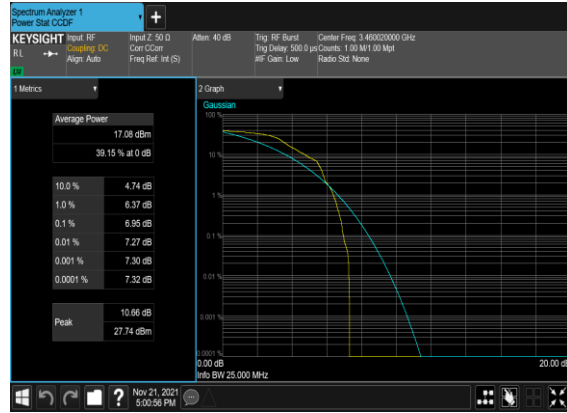 Spectrum Analyzer 1
Power Stat CCDF
+
KEYSIGHT Input: RF Input Z: 50 Ω Atten: 40 dB Trig: RF Burst Center Freq: 3.460020000 GHz
RL Coupling: DC Corr CCorr Trig Delay: 500.0 µs Counts: 1.00 M/1.00 Mpt
Align: Auto Freq Ref: Int (S) #IF Gain: Low Radio Std: None
1 Metrics
2 Graph
Average Power
17.08 dBm
39.15 % at 0 dB
10.0 % 4.74 dB
1.0 % 6.37 dB
0.1 % 6.95 dB
0.01 % 7.27 dB
0.001 % 7.30 dB
0.0001 % 7.32 dB
Peak
10.66 dB
27.74 dBm
Gaussian
100 %
10 %
1 %
0.1 %
0.01 %
0.001 %
0.0001 %
0.00 dB 20.00 dB
Info BW 25.000 MHz
?
Nov 21, 2021
5:00:56 PM